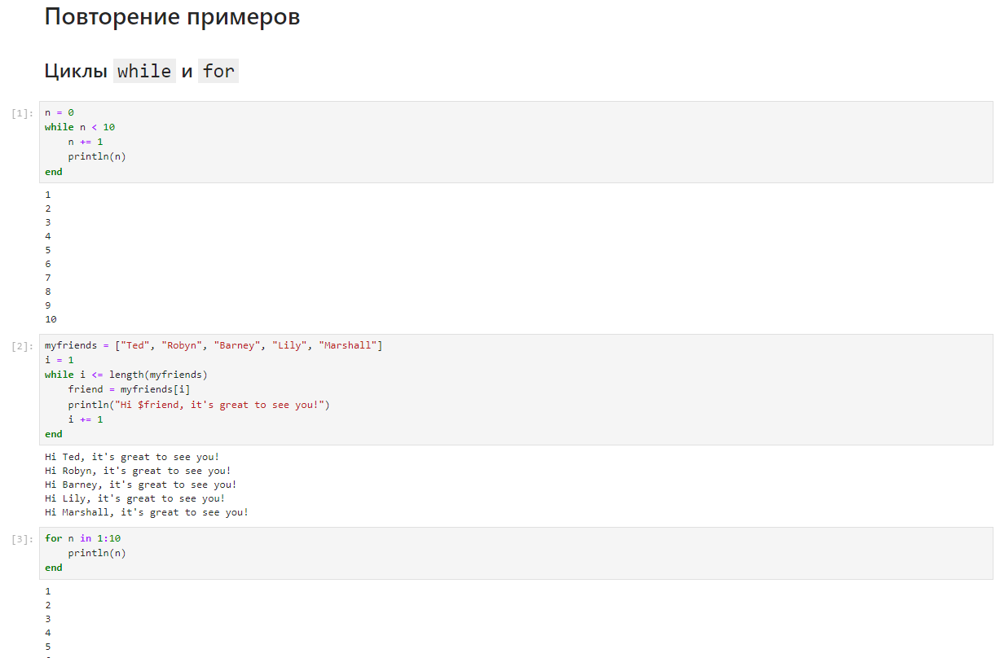 Повторение примеров
Циклы while и for
[1]:
n = 0
while n < 10
    n += 1
    println(n)
end
1
2
3
4
5
6
7
8
9
10
[2]:
myfriends = ["Ted", "Robyn", "Barney", "Lily", "Marshall"]
i = 1
while i <= length(myfriends)
    friend = myfriends[i]
    println("Hi $friend, it's great to see you!")
    i += 1
end
Hi Ted, it's great to see you!
Hi Robyn, it's great to see you!
Hi Barney, it's great to see you!
Hi Lily, it's great to see you!
Hi Marshall, it's great to see you!
[3]:
for n in 1:10
    println(n)
end
1
2
3
4
5